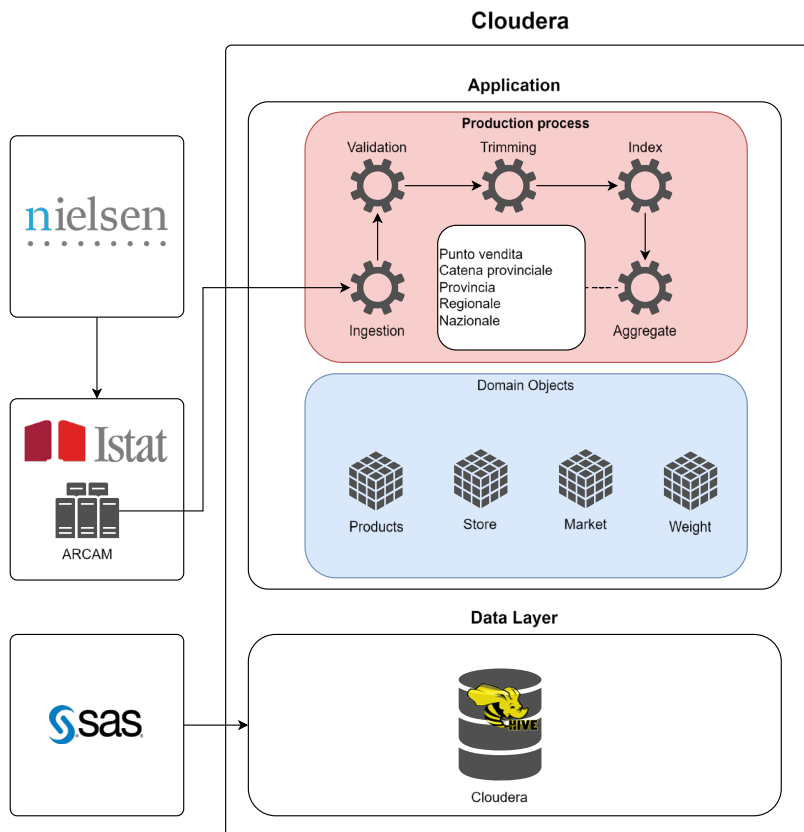 Cloudera
Application
Production process
Validation
Trimming
Index
nielsen
Punto vendita
Catena provinciale
Provincia
Regionale
Nazionale
Ingestion
Aggregate
Domain Objects
Istat
ARCAM
Products
Store
Market
Weight
Data Layer
sas
HIVE
Cloudera